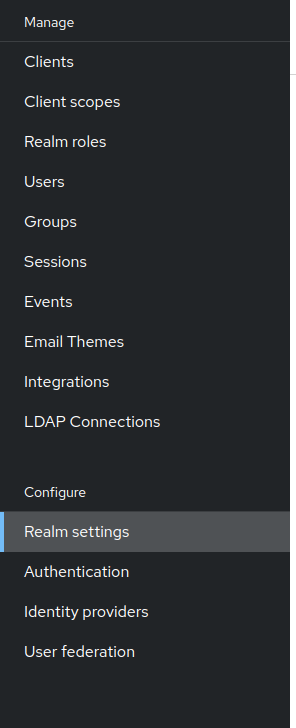 Manage
Clients
Client scopes
Realm roles
Users
Groups
Sessions
Events
Email Themes
Integrations
LDAP Connections
Configure
Realm settings
Authentication
Identity providers
User federation